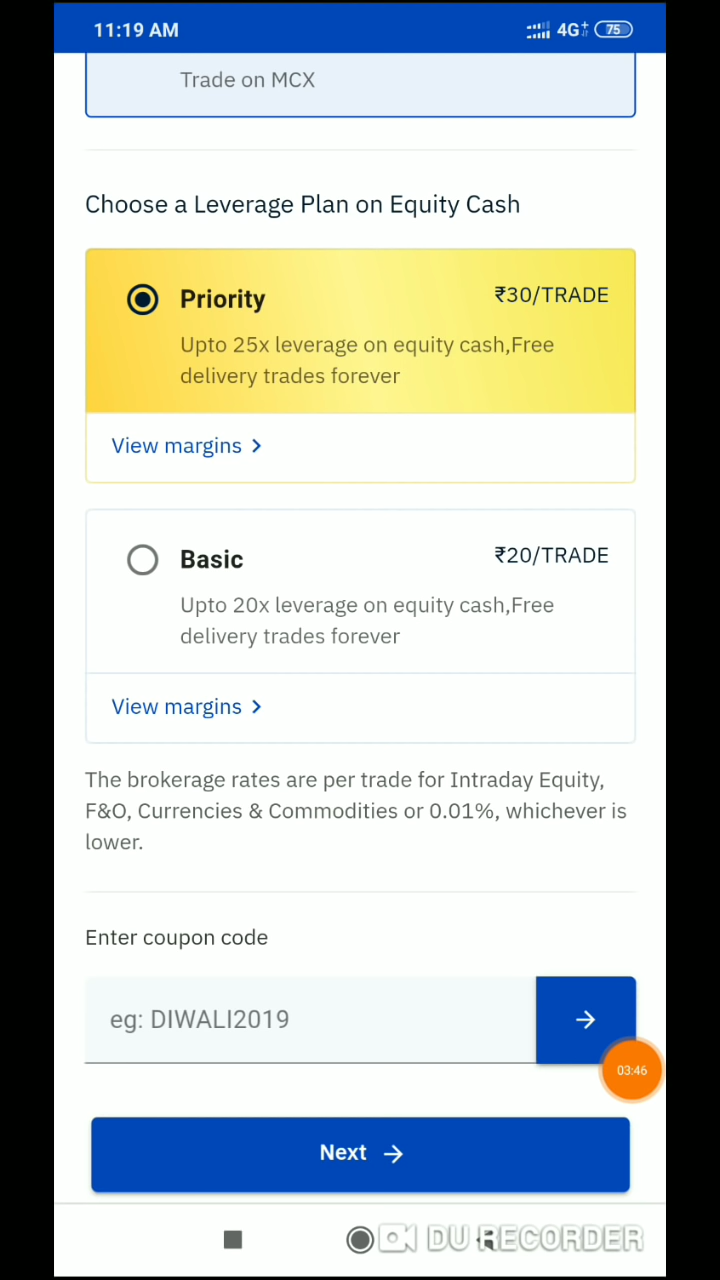 11:19 AM
4G+ 75
Trade on MCX
Choose a Leverage Plan on Equity Cash
Priority
₹30/TRADE
Upto 25x leverage on equity cash,Free
delivery trades forever
View margins
Basic
₹20/TRADE
Upto 20x leverage on equity cash,Free
delivery trades forever
View margins
The brokerage rates are per trade for Intraday Equity,
F&O, Currencies & Commodities or 0.01%, whichever is
lower.
Enter coupon code
eg: DIWALI2019
03:46
Next
DU RECORDER